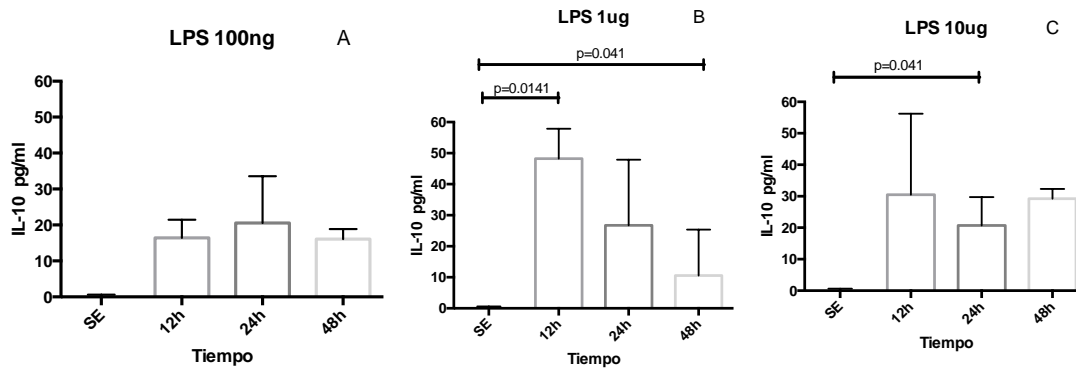 LPS 100ng
A
60
50
40
30
20
10
0
IL-10 pg/ml
SE
12h
24h
48h
Tiempo
LPS 1ug
B
p=0.041
p=0.0141
60
50
40
30
20
10
0
IL-10 pg/ml
SE
12h
24h
48h
Tiempo
LPS 10ug
C
p=0.041
60
50
40
30
20
10
0
IL-10 pg/ml
SE
12h
24h
48h
Tiempo